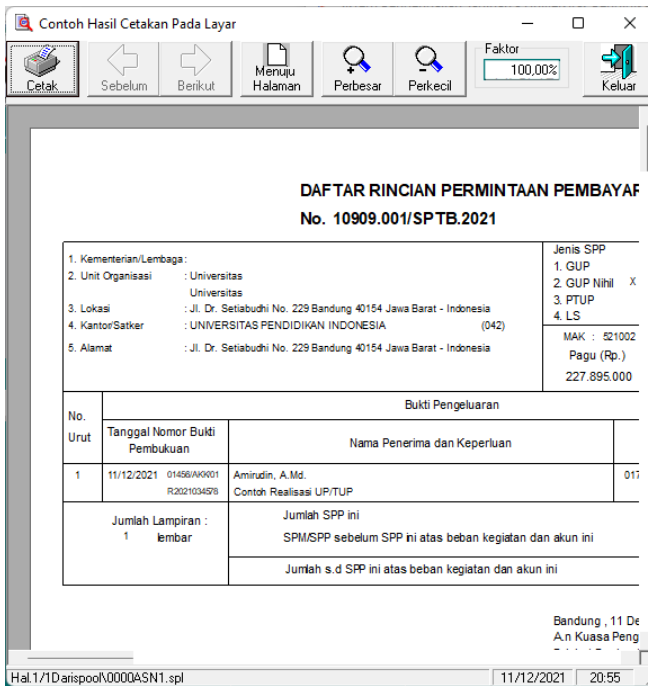 Contoh Hasil Cetakan Pada Layar
Cetak
Sebelum
Berikut
Menuju
Halaman
Perbesar
Perkecil
Faktor
100,00%
Keluar
DAFTAR RINCIAN PERMINTAAN PEMBAYAR
No. 10909.001/SPTB.2021
1. Kementerian/Lembaga :
2. Unit Organisasi : Universitas
Universitas
3. Lokasi : Jl. Dr. Setiabudhi No. 229 Bandung 40154 Jawa Barat - Indonesia
4. Kantor/Satker : UNIVERSITAS PENDIDIKAN INDONESIA (042)
5. Alamat : Jl. Dr. Setiabudhi No. 229 Bandung 40154 Jawa Barat - Indonesia
Jenis SPP
1. GUP
2. GUP Nihil X
3. PTUP
4. LS
MAK : 521002
Pagu (Rp.)
227.895.000
No.
Urut
Bukti Pengeluaran
Tanggal Nomor Bukti
Pembukuan
Nama Penerima dan Keperluan
1 11/12/2021 01456/AKK01 Amirudin, A.Md. 017
R2021034578 Contoh Realisasi UP/TUP
Jumlah Lampiran :
1 lembar
Jumlah SPP ini
SPM/SPP sebelum SPP ini atas beban kegiatan dan akun ini
Jumlah s.d SPP ini atas beban kegiatan dan akun ini
Bandung , 11 De
A.n Kuasa Peng
Hal.1/1Darispool\0000ASN1.spl
11/12/2021
20:55